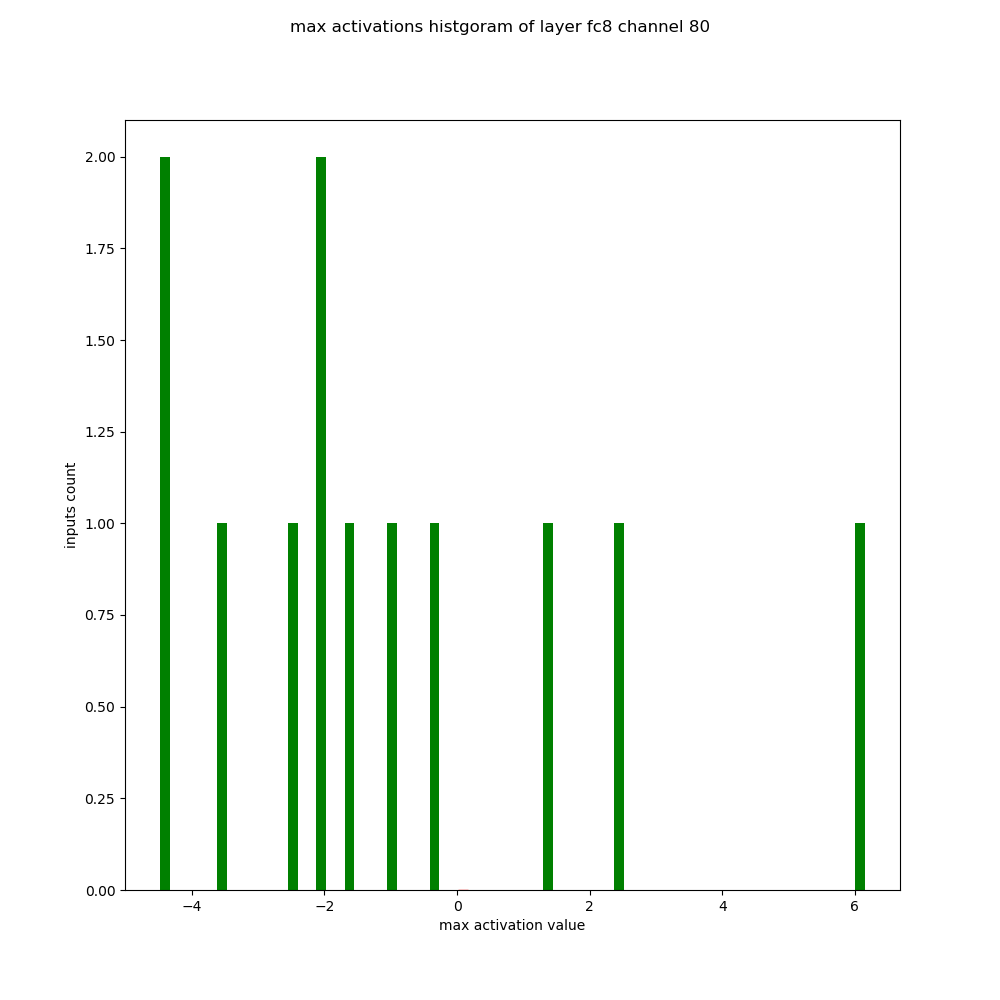 max activations histgoram of layer fc8 channel 80
2.00
1.75
1.50
1.25
1.00
0.75
0.50
0.25
0.00
inputs count
−4 −2 0 2 4 6
max activation value